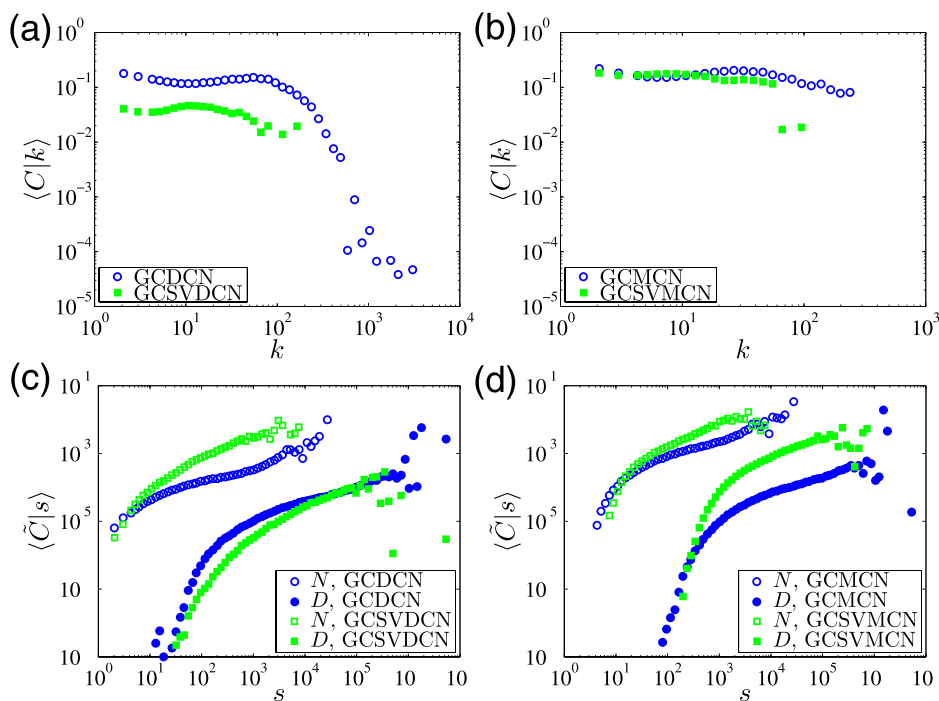 (a)
10^0
10^-1
10^-2
10^-3
10^-4
10^-5
⟨C|k⟩
GCDCN
GCSVDCN
10^0 10^1 10^2 10^3 10^4
k
(b)
10^0
10^-1
10^-2
10^-3
10^-4
10^-5
⟨C|k⟩
GCMCN
GCSVMCN
10^0 10^1 10^2 10^3
k
(c)
10^1
10^3
10^5
10
10
⟨C̃|s⟩
N, GCDCN
D, GCDCN
N, GCSVDCN
D, GCSVDCN
10^0 10^1 10^2 10^3 10^4 10^5 10^6 10^7
s
(d)
10^1
10^3
10^5
10
10
⟨C̃|s⟩
N, GCMCN
D, GCMCN
N, GCSVMCN
D, GCSVMCN
10^0 10^1 10^2 10^3 10^4 10^5 10^6 10^7
s